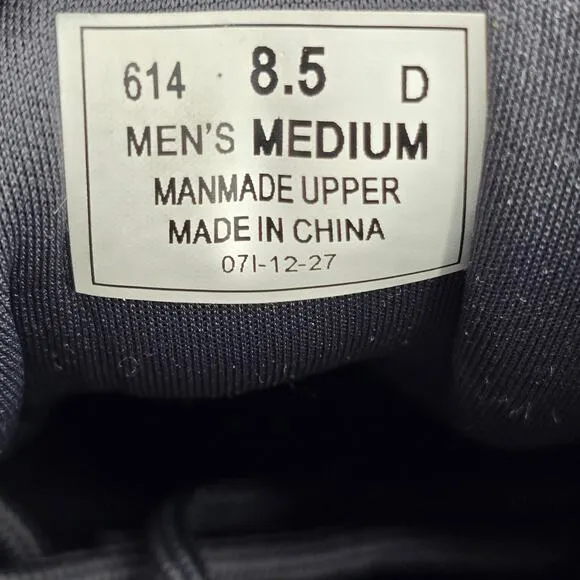 614 8.5 D
MEN'S MEDIUM
MANMADE UPPER
MADE IN CHINA
07I-12-27